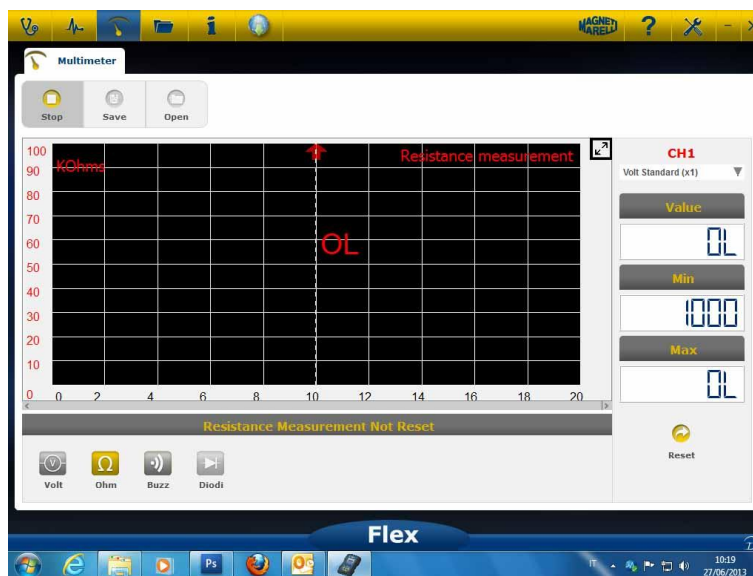 MAGNETI
MARELLI
?
Multimeter
Stop
Save
Open
100
90
80
70
60
50
40
30
20
10
0
KOhms
Resistance measurement
OL
0 2 4 6 8 10 12 14 16 18 20
CH1
Volt Standard (x1)
Value
OL
Min
1000
Max
OL
Reset
Resistance Measurement Not Reset
V
Ω
Volt
Ohm
Buzz
Diodi
Flex
Ps
IT
10:19
27/06/2013